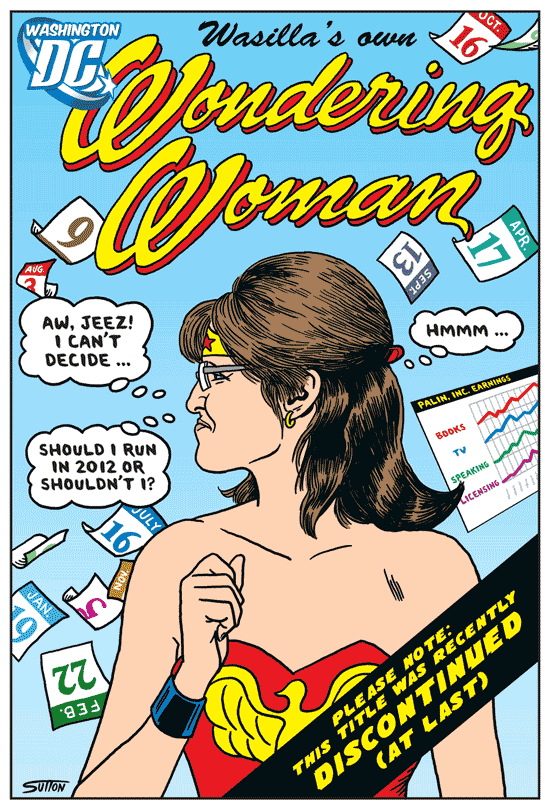 WASHINGTON
DC
Wasilla's own
Wondering
Woman
OCT.
16
9
AUG.
APR.
17
13
SEPT.
AW, JEEZ!
I CAN'T
DECIDE ...
HMMM ...
SHOULD I RUN
IN 2012 OR
SHOULDN'T I?
PALIN, INC. EARNINGS
BOOKS
TV
SPEAKING
LICENSING
JULY
16
NOV.
5
JAN.
19
22
FEB.
PLEASE NOTE:
THIS TITLE WAS RECENTLY
DISCONTINUED
(AT LAST)
SUTTON